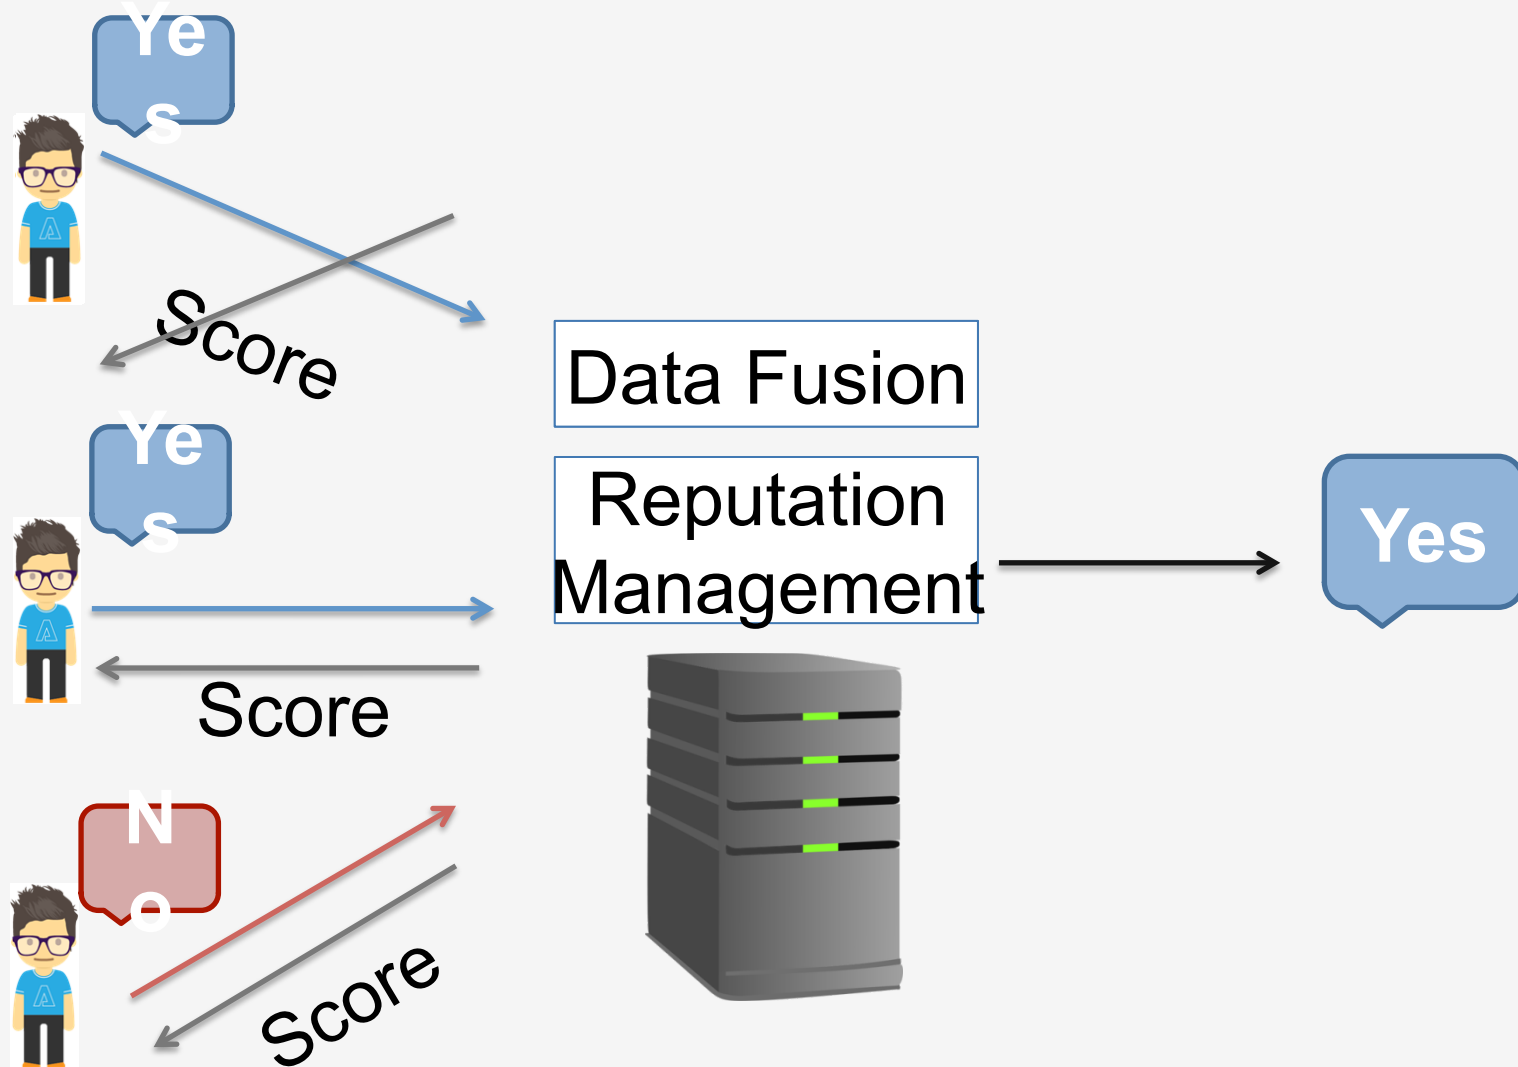 Ye
s
Score
Data Fusion
Ye
s
Reputation
Management
Yes
Score
N
o
Score